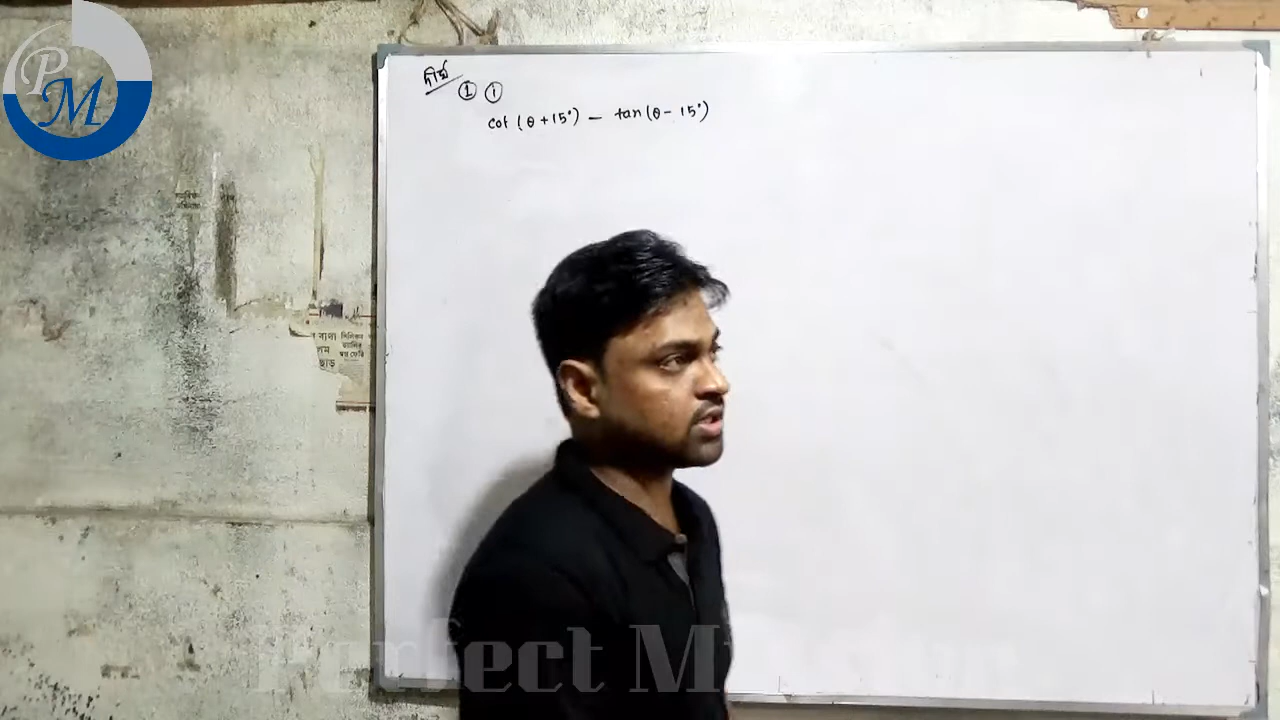 PM
দীর্ঘ
① ①
cot (θ + 15°) − tan (θ − 15°)
বাথা
ছাড়
Perfect M